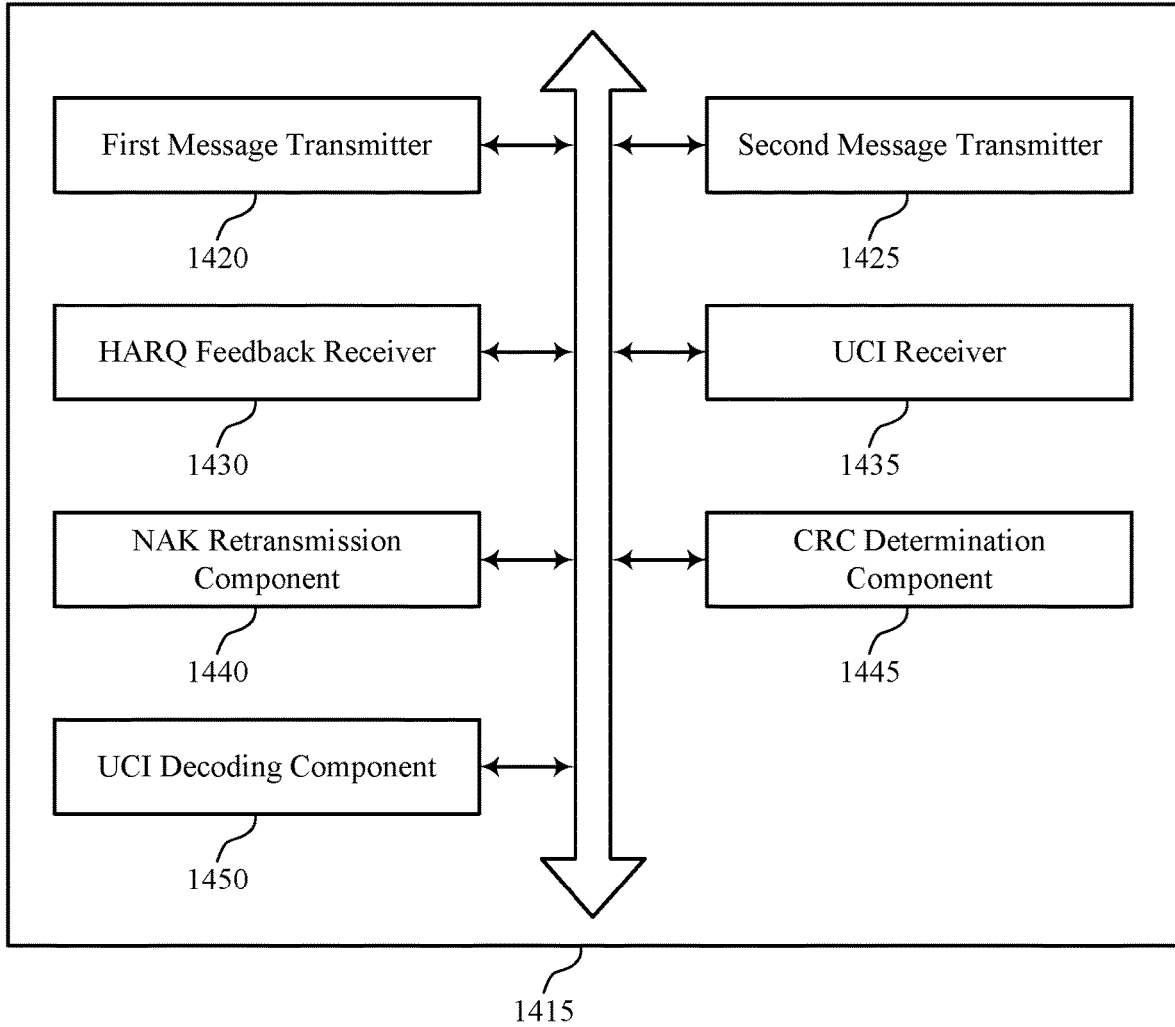 First Message Transmitter
Second Message Transmitter
1420
1425
HARQ Feedback Receiver
UCI Receiver
1430
1435
NAK Retransmission
Component
CRC Determination
Component
1440
1445
UCI Decoding Component
1450
1415